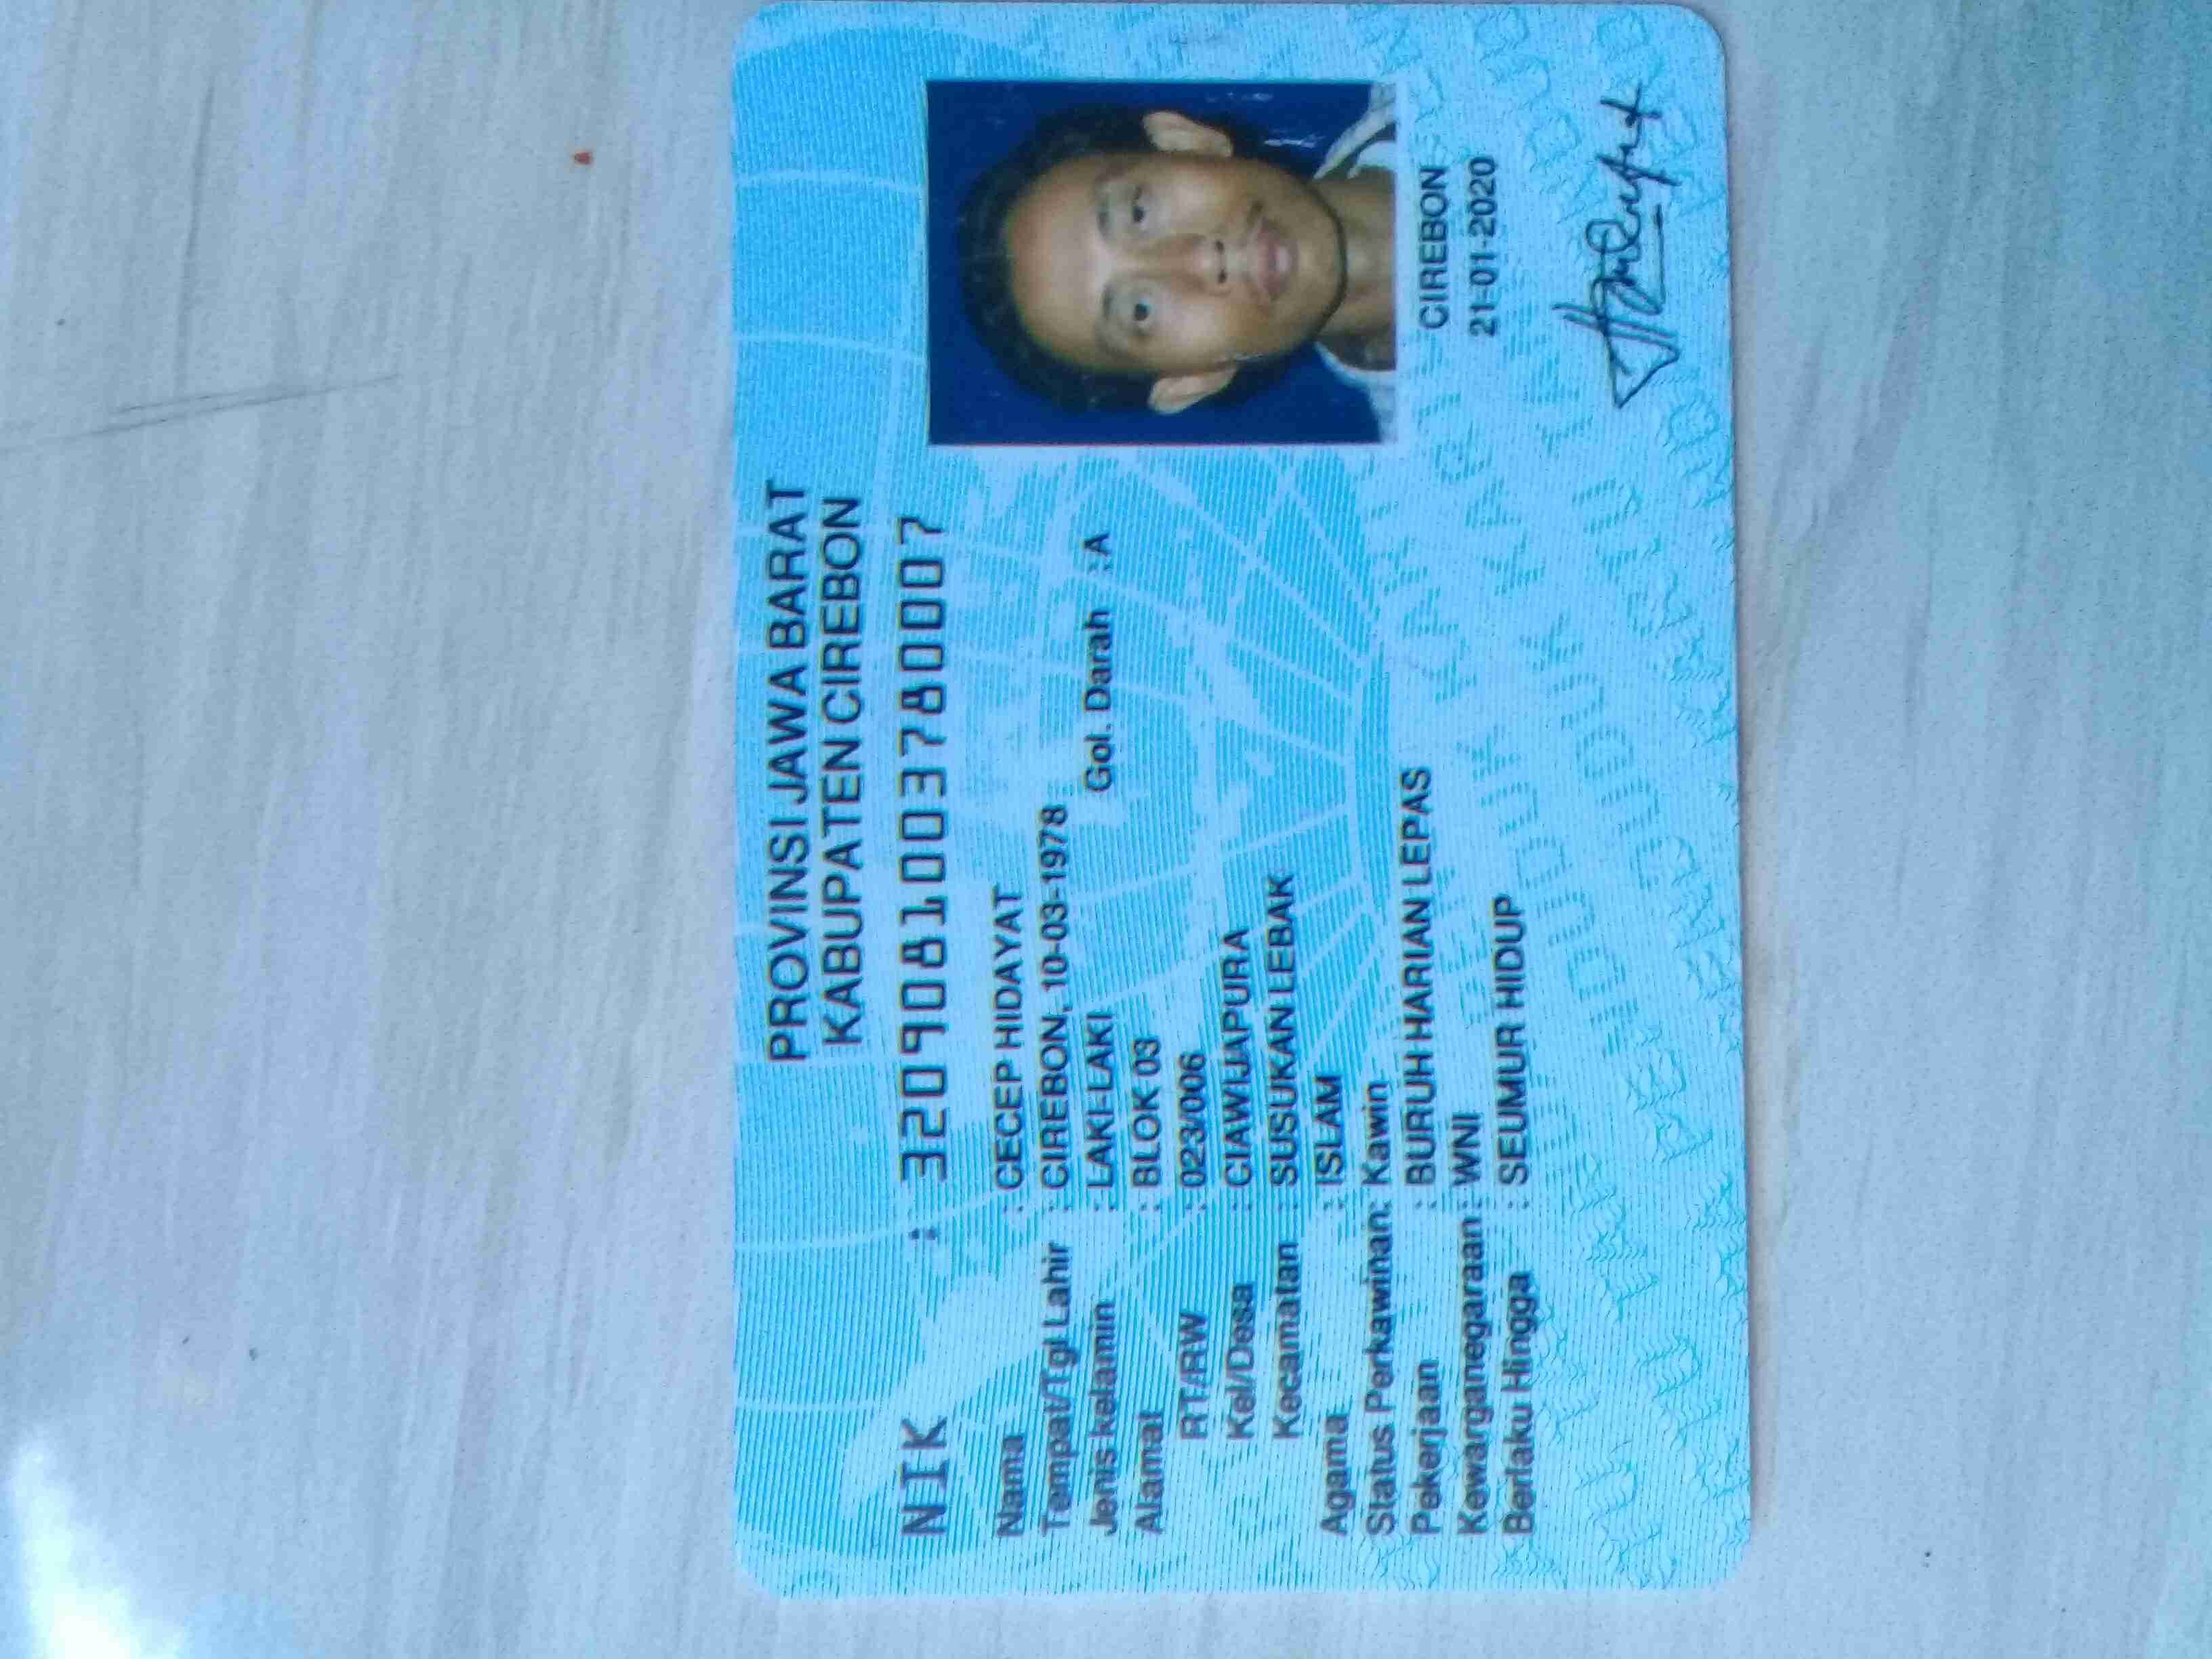 PROVINSI JAWA BARAT
KABUPATEN CIREBON
NIK : 3209081003780007
Nama : CECEP HIDAYAT
Tempat/Tgl Lahir : CIREBON, 10-03-1978
Jenis kelamin : LAKI-LAKI Gol. Darah : A
Alamat : BLOK 03
RT/RW : 023/006
Kel/Desa : CIAWIJAPURA
Kecamatan : SUSUKAN LEBAK
Agama : ISLAM
Status Perkawinan: Kawin
Pekerjaan : BURUH HARIAN LEPAS
Kewarganegaraan : WNI
Berlaku Hingga : SEUMUR HIDUP
CIREBON
21-01-2020